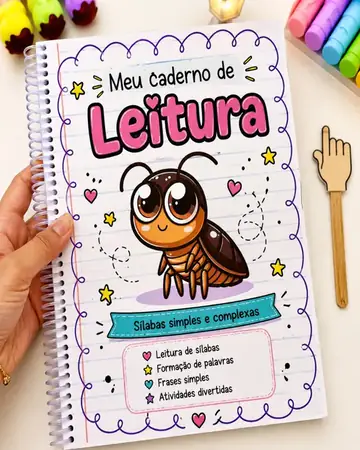 Meu caderno de
Leitura
Sílabas simples e complexas
Leitura de sílabas
Formação de palavras
Frases simples
Atividades divertidas